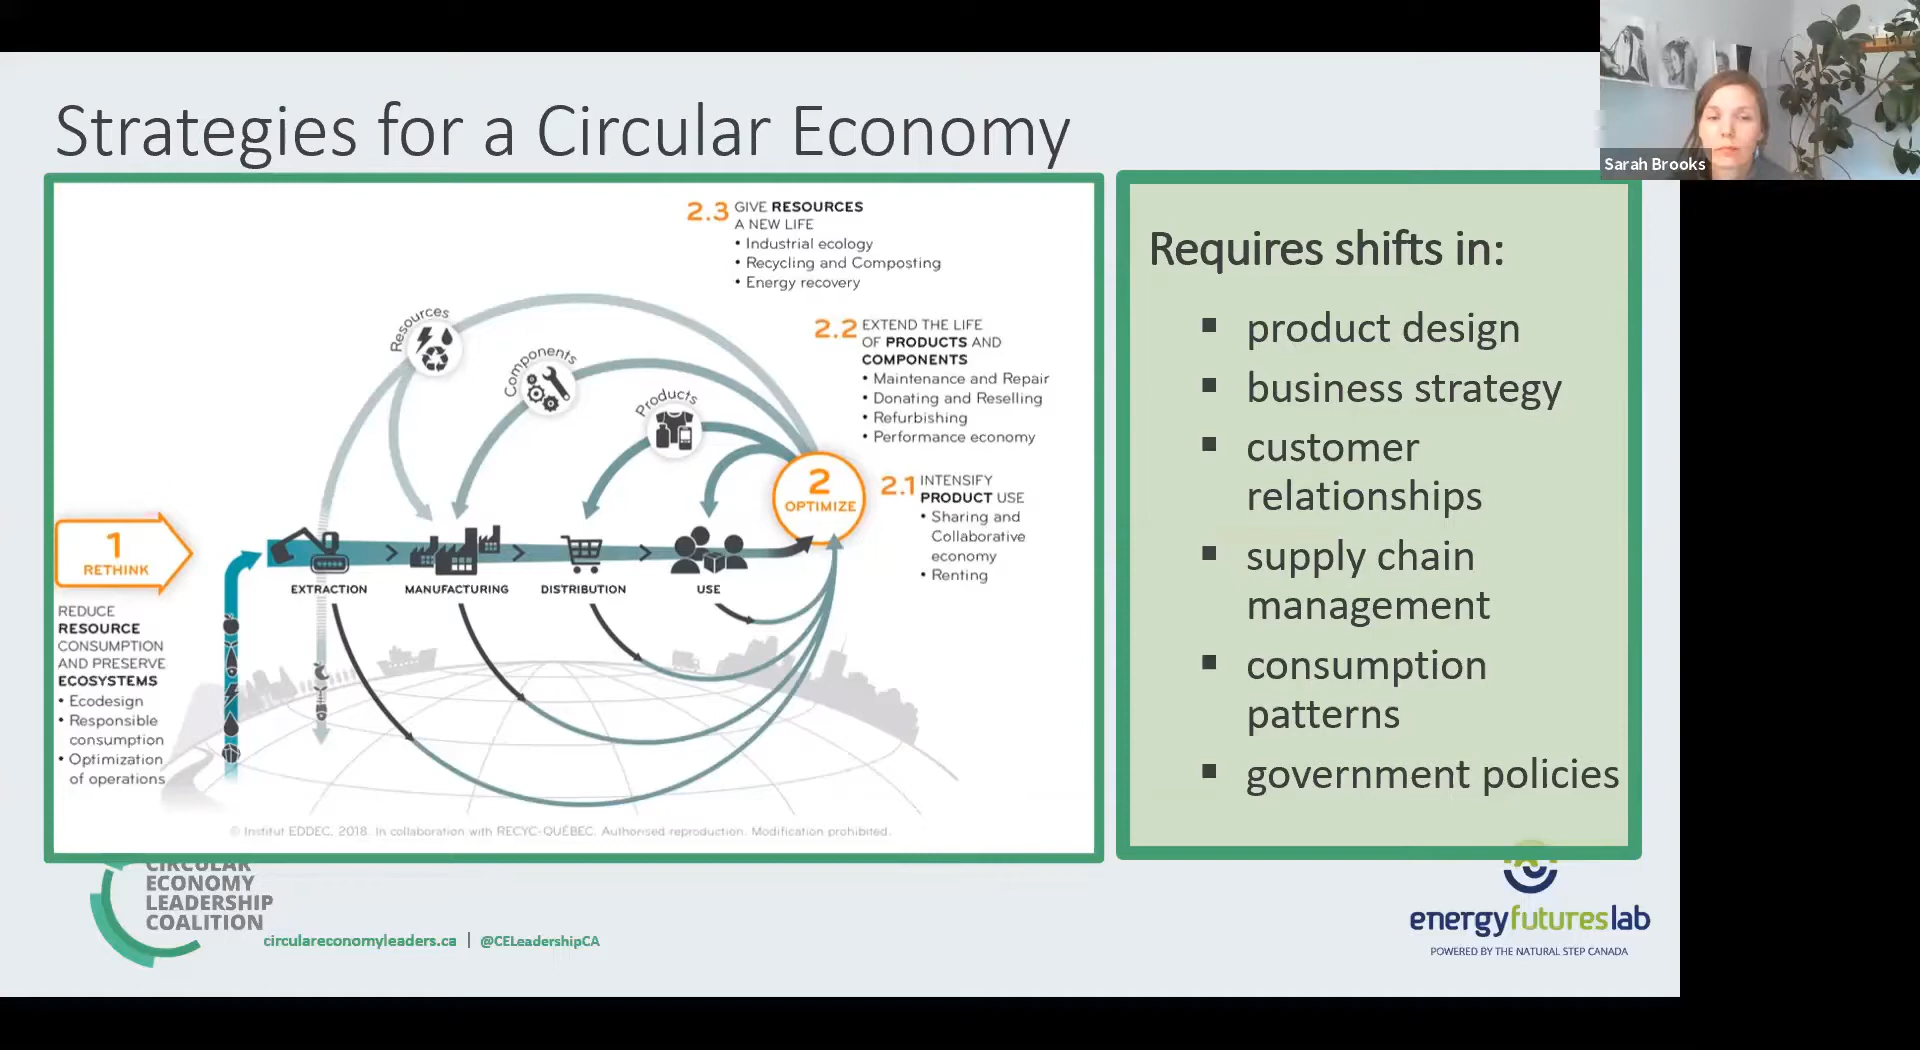 Strategies for a Circular Economy
Sarah Brooks
2.3 GIVE RESOURCES
A NEW LIFE
• Industrial ecology
• Recycling and Composting
• Energy recovery
2.2 EXTEND THE LIFE
OF PRODUCTS AND
COMPONENTS
• Maintenance and Repair
• Donating and Reselling
• Refurbishing
• Performance economy
2.1 INTENSIFY
PRODUCT USE
• Sharing and
Collaborative
economy
• Renting
Resources
Components
Products
2
OPTIMIZE
1
RETHINK
EXTRACTION
MANUFACTURING
DISTRIBUTION
USE
REDUCE
RESOURCE
CONSUMPTION
AND PRESERVE
ECOSYSTEMS
• Ecodesign
• Responsible
consumption
• Optimization
of operations
© Institut EDDEC, 2018. In collaboration with RECYC-QUÉBEC. Authorised reproduction. Modification prohibited.
Requires shifts in:
▪ product design
▪ business strategy
▪ customer
relationships
▪ supply chain
management
▪ consumption
patterns
▪ government policies
CIRCULAR
ECONOMY
LEADERSHIP
COALITION
circulareconomyleaders.ca | @CELeadershipCA
energyfutureslab
POWERED BY THE NATURAL STEP CANADA